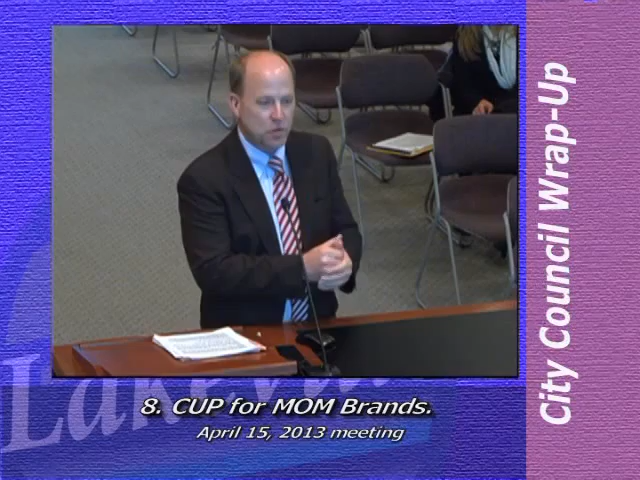 City Council Wrap-Up
8. CUP for MOM Brands.
April 15, 2013 meeting